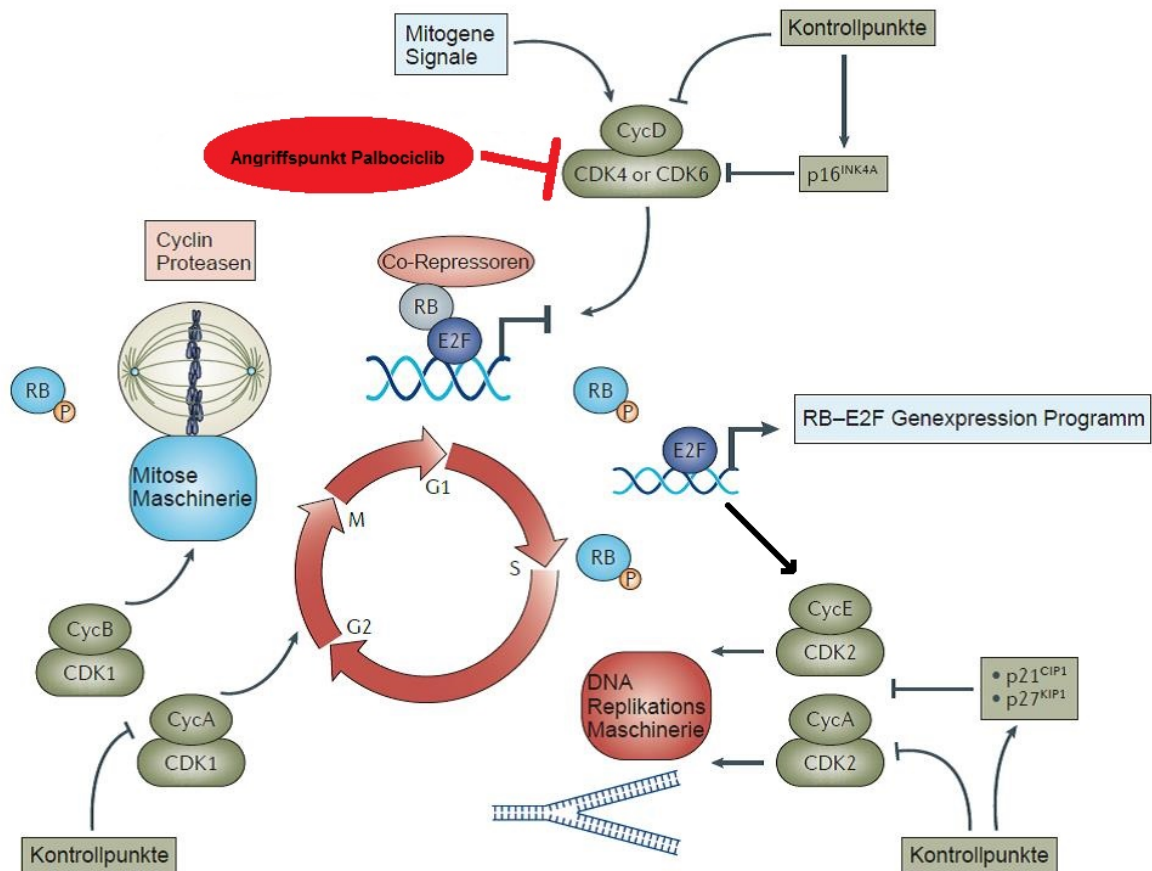 Mitogene
Signale
Kontrollpunkte
CycD
CDK4 or CDK6
Angriffspunkt Palbociclib
p16INK4A
Cyclin
Proteasen
Co-Repressoren
RB
E2F
RB
P
RB
P
RB–E2F Genexpression Programm
E2F
Mitose
Maschinerie
G1
M
S
G2
RB
P
CycE
CDK2
CycB
CDK1
DNA
Replikations
Maschinerie
• p21CIP1
• p27KIP1
CycA
CDK1
CycA
CDK2
Kontrollpunkte
Kontrollpunkte